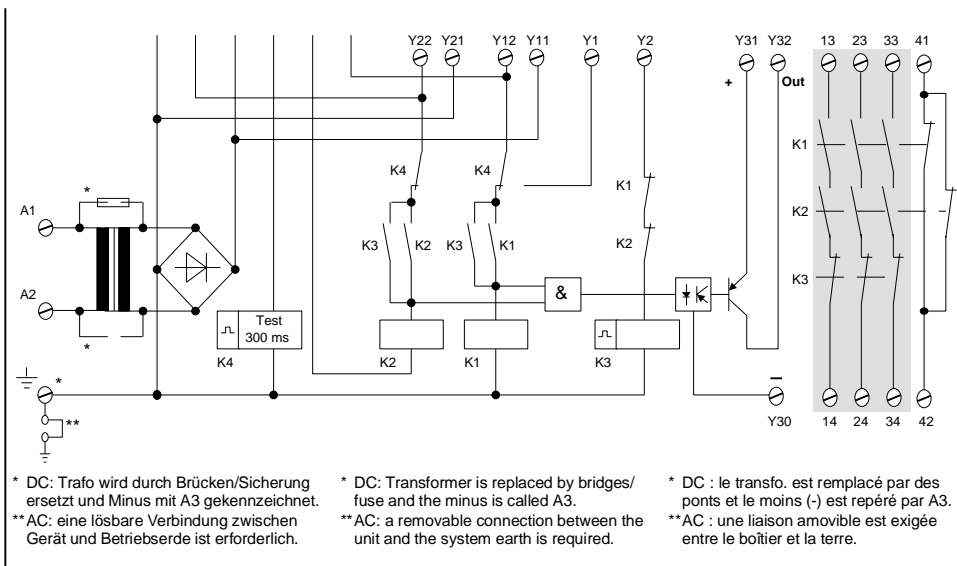 Y22 Y21 Y12 Y11 Y1 Y2 Y31 Y32 13 23 33 41
+ Out
K1
K4 K4
K1
*
A1
K2
K3 K2 K3 K1 K2
K3
&
A2
Test
300 ms
*
K4 K2 K1 K3
*
–
**
Y30 14 24 34 42
* DC: Trafo wird durch Brücken/Sicherung
ersetzt und Minus mit A3 gekennzeichnet.
** AC: eine lösbare Verbindung zwischen
Gerät und Betriebserde ist erforderlich.
* DC: Transformer is replaced by bridges/
fuse and the minus is called A3.
** AC: a removable connection between the
unit and the system earth is required.
* DC : le transfo. est remplacé par des
ponts et le moins (-) est repéré par A3.
** AC : une liaison amovible est exigée
entre le boîtier et la terre.